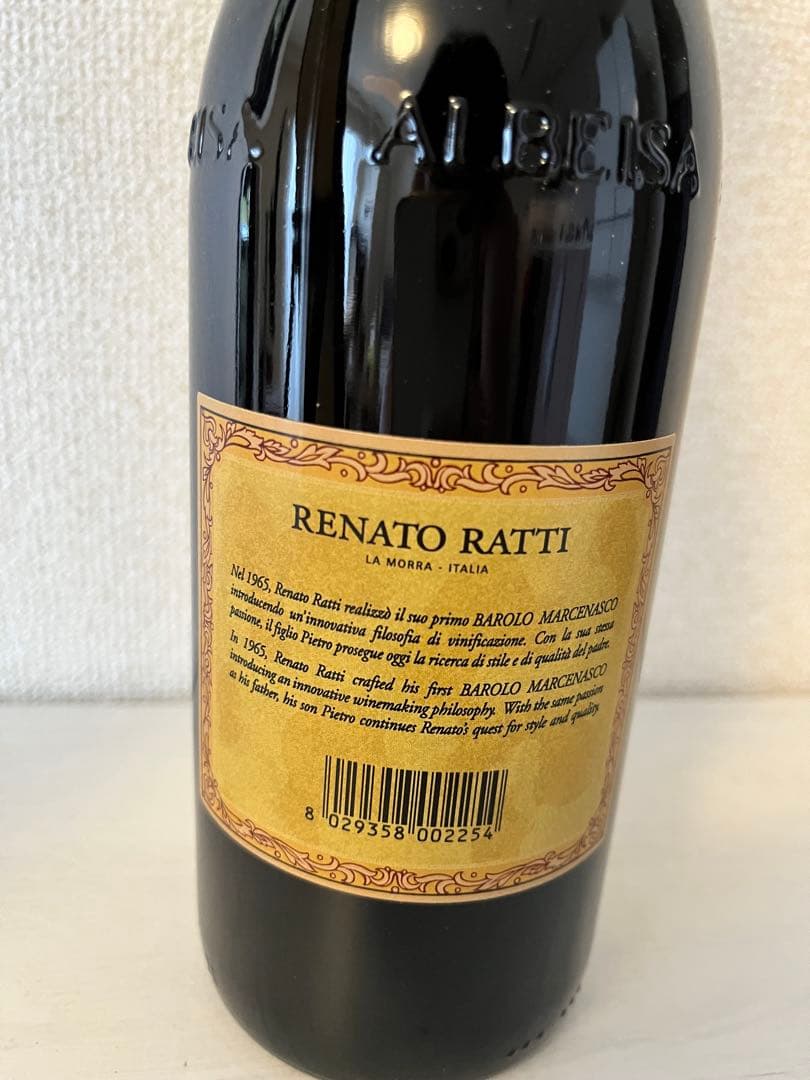 ALBEISA
RENATO RATTI
LA MORRA - ITALIA
Nel 1965, Renato Ratti realizzò il suo primo BAROLO MARCENASCO
introducendo un'innovativa filosofia di vinificazione. Con la sua stessa
passione, il figlio Pietro prosegue oggi la ricerca di stile e di qualità del padre.
In 1965, Renato Ratti crafted his first BAROLO MARCENASCO
introducing an innovative winemaking philosophy. With the same passion
as his father, his son Pietro continues Renato's quest for style and quality.
8 029358 002254